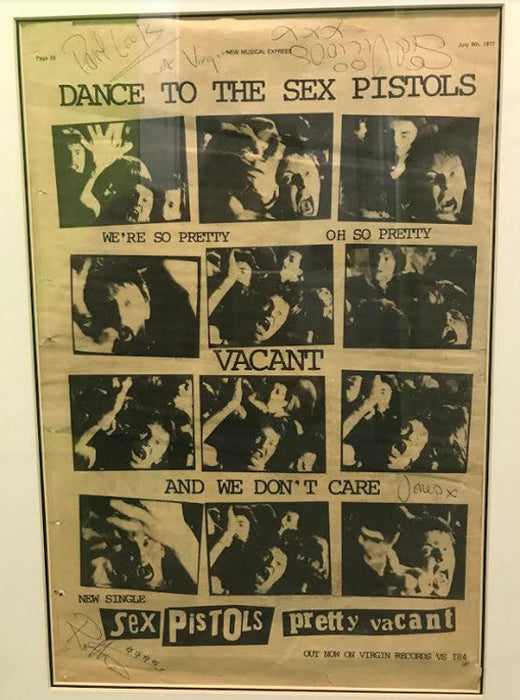 Page 55 NEW MUSICAL EXPRESS July 9th, 1977
Paul Cook
DANCE TO THE SEX PISTOLS
WE'RE SO PRETTY OH SO PRETTY
VACANT
AND WE DON'T CARE Jones x
NEW SINGLE
SEX PISTOLS pretty vacant
OUT NOW ON VIRGIN RECORDS VS 184